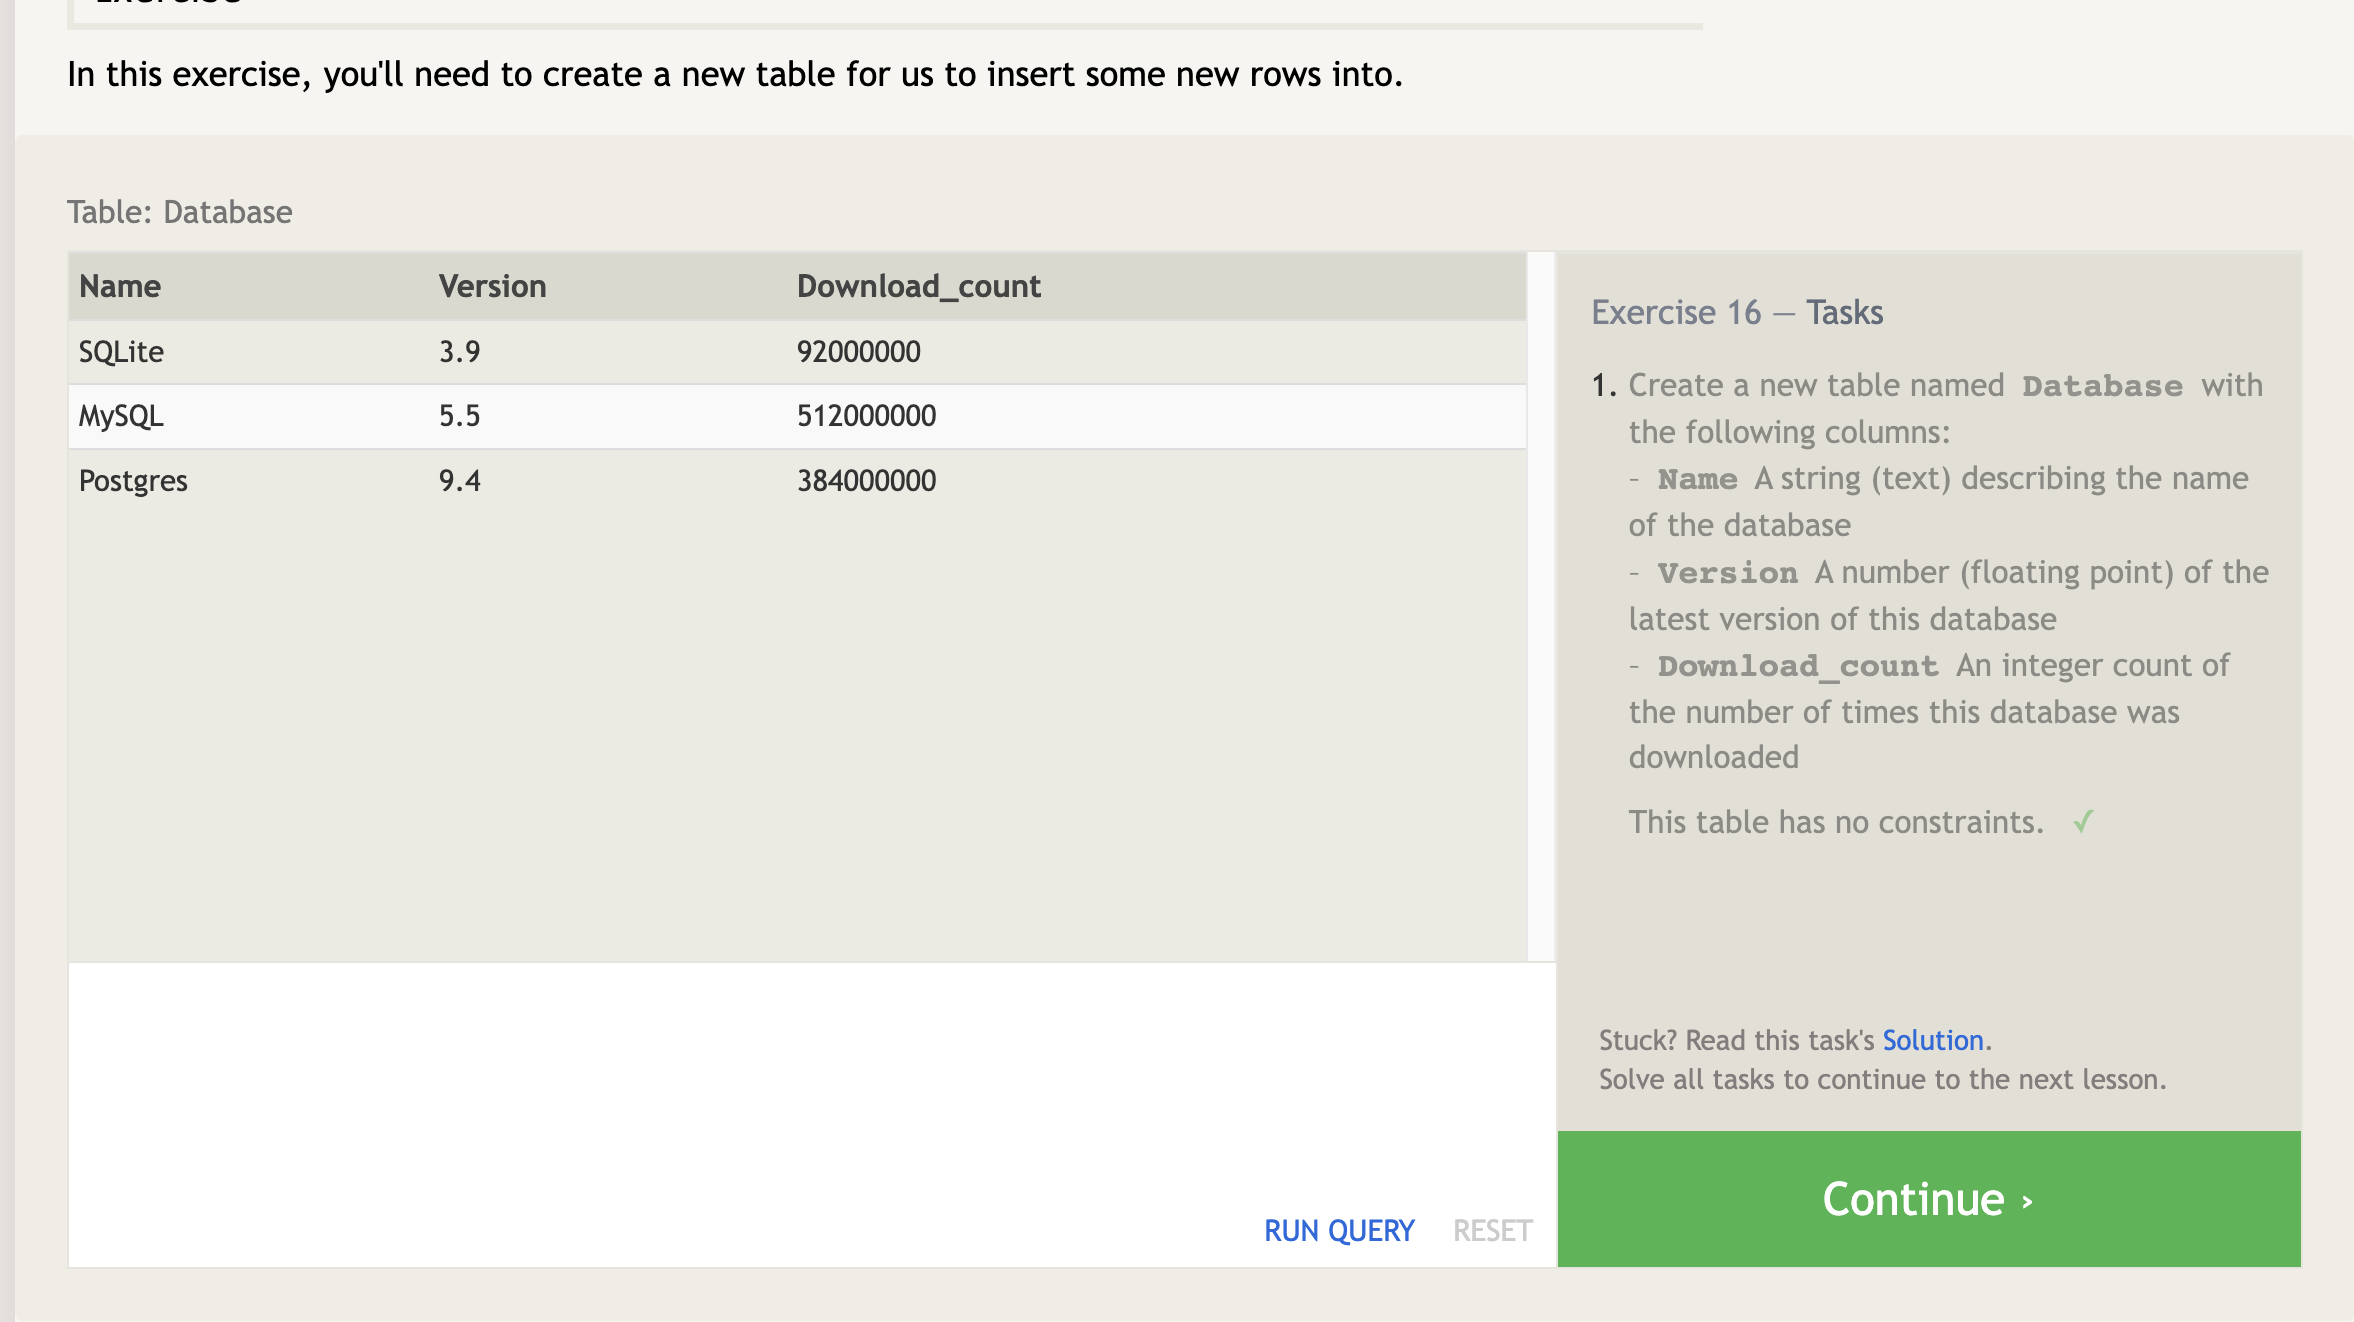 Exercise
In this exercise, you'll need to create a new table for us to insert some new rows into.
Table: Database
Name Version Download_count
SQLite 3.9 92000000
MySQL 5.5 512000000
Postgres 9.4 384000000
RUN QUERY RESET
Exercise 16 — Tasks
1. Create a new table named Database with
the following columns:
- Name A string (text) describing the name
of the database
- Version A number (floating point) of the
latest version of this database
- Download_count An integer count of
the number of times this database was
downloaded
This table has no constraints. ✓
Stuck? Read this task's Solution.
Solve all tasks to continue to the next lesson.
Continue ›